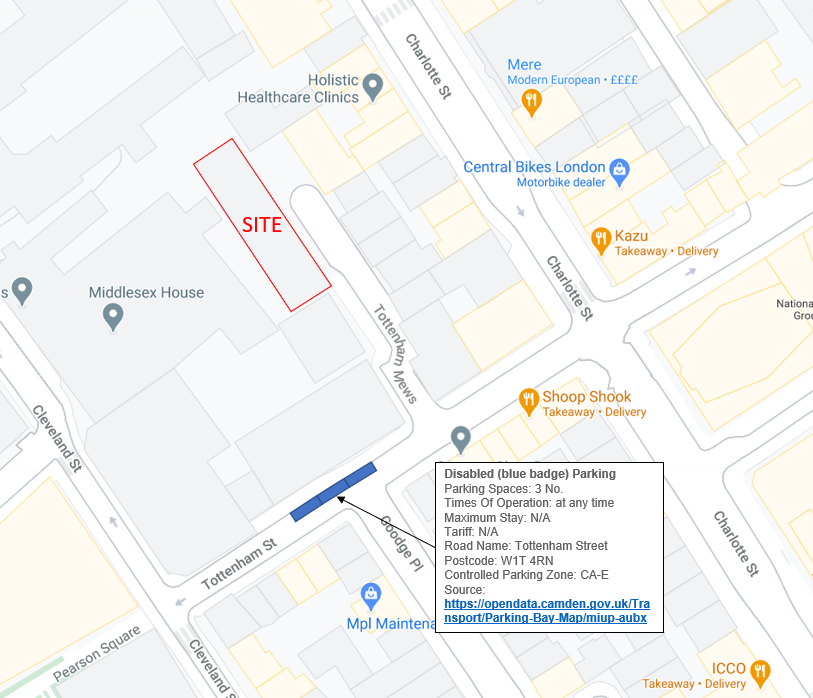 Charlotte St
Mere
Modern European • ££££
Holistic
Healthcare Clinics
Central Bikes London
Motorbike dealer
SITE
Kazu
Takeaway • Delivery
Charlotte St
s
Middlesex House
National
Grou
Tottenham Mews
Shoop Shook
Takeaway • Delivery
Cleveland St
Disabled (blue badge) Parking
Parking Spaces: 3 No.
Times Of Operation: at any time
Maximum Stay: N/A
Tariff: N/A
Road Name: Tottenham Street
Postcode: W1T 4RN
Controlled Parking Zone: CA-E
Source:
https://opendata.camden.gov.uk/Tra
nsport/Parking-Bay-Map/miup-aubx
Goodge Pl
Charlotte St
Tottenham St
Mpl Maintena
Pearson Square
Cleveland S
ICCO
Takeaway • Delivery